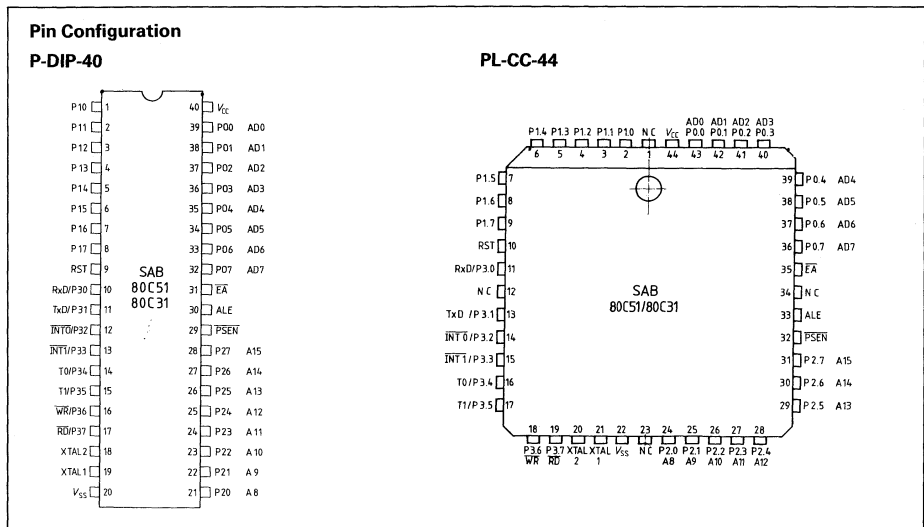 Pin Configuration
P-DIP-40
PL-CC-44
P10 1 40 VCC
P11 2 39 P00 AD0
P12 3 38 P01 AD1
P13 4 37 P02 AD2
P14 5 36 P03 AD3
P15 6 35 P04 AD4
P16 7 34 P05 AD5
P17 8 33 P06 AD6
RST 9 32 P07 AD7
RxD/P30 10 31 EA
TxD/P31 11 30 ALE
INT0/P32 12 29 PSEN
INT1/P33 13 28 P27 A15
T0/P34 14 27 P26 A14
T1/P35 15 26 P25 A13
WR/P36 16 25 P24 A12
RD/P37 17 24 P23 A11
XTAL2 18 23 P22 A10
XTAL1 19 22 P21 A9
VSS 20 21 P20 A8
SAB
80C51
80C31
AD0 AD1 AD2 AD3
P1.4 P1.3 P1.2 P1.1 P1.0 NC VCC P0.0 P0.1 P0.2 P0.3
6 5 4 3 2 1 44 43 42 41 40
P1.5 7 39 P0.4 AD4
P1.6 8 38 P0.5 AD5
P1.7 9 37 P0.6 AD6
RST 10 36 P0.7 AD7
RxD/P3.0 11 35 EA
NC 12 34 NC
TxD/P3.1 13 33 ALE
INT0/P3.2 14 32 PSEN
INT1/P3.3 15 31 P2.7 A15
T0/P3.4 16 30 P2.6 A14
T1/P3.5 17 29 P2.5 A13
SAB
80C51/80C31
18 19 20 21 22 23 24 25 26 27 28
P3.6 P3.7 XTAL XTAL VSS NC P2.0 P2.1 P2.2 P2.3 P2.4
WR RD 2 1 A8 A9 A10 A11 A12